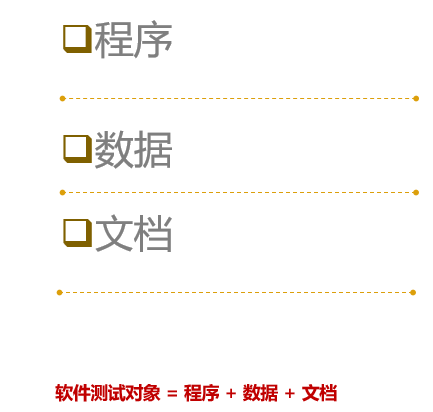 ❑程序
❑数据
❑文档
软件测试对象 = 程序 + 数据 + 文档